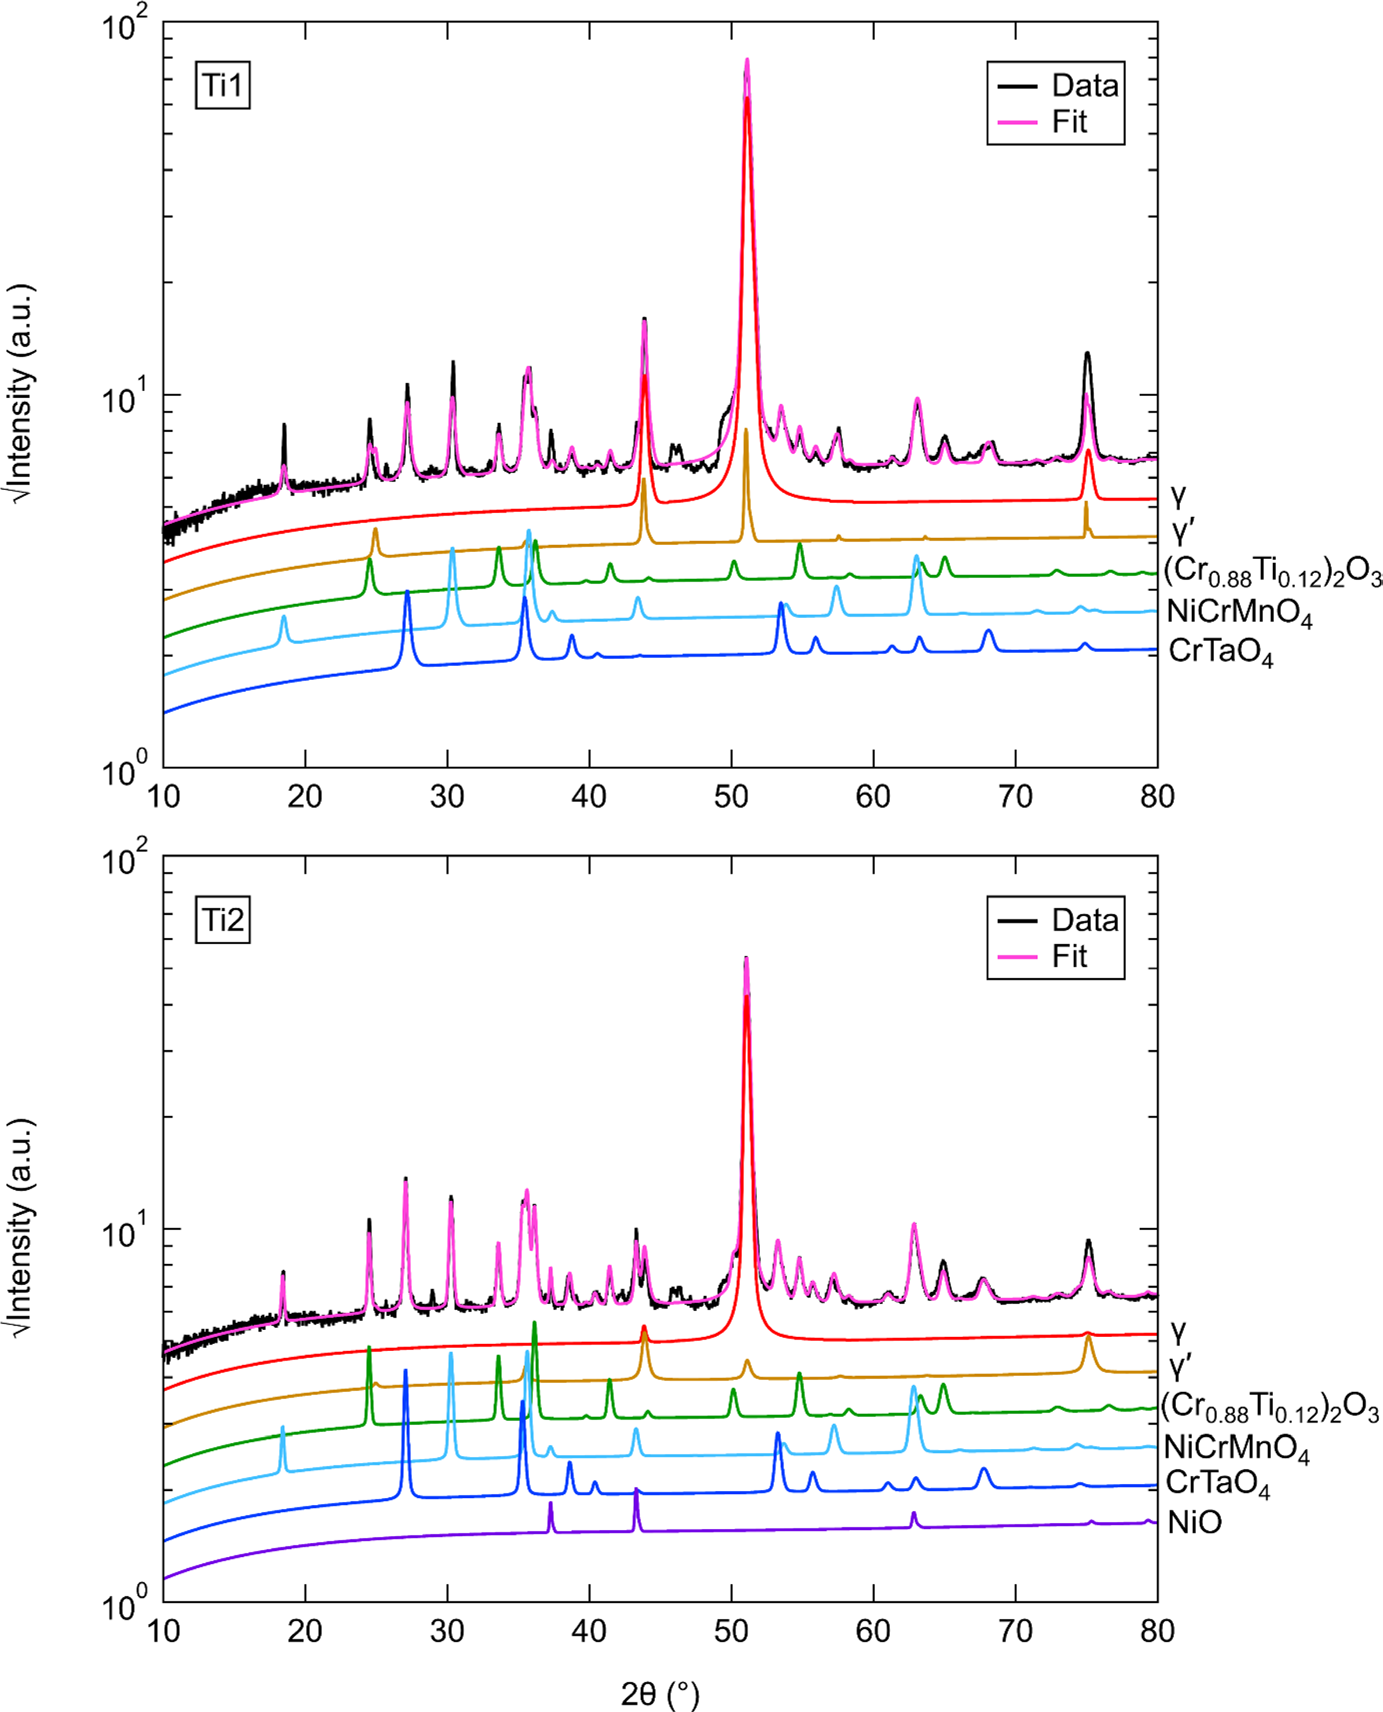 10²
Ti1
Data
Fit
√Intensity (a.u.)
10¹
γ
γ′
(Cr₀.₈₈Ti₀.₁₂)₂O₃
NiCrMnO₄
CrTaO₄
10⁰
10 20 30 40 50 60 70 80
10²
Ti2
Data
Fit
√Intensity (a.u.)
10¹
γ
γ′
(Cr₀.₈₈Ti₀.₁₂)₂O₃
NiCrMnO₄
CrTaO₄
NiO
10⁰
10 20 30 40 50 60 70 80
2θ (°)